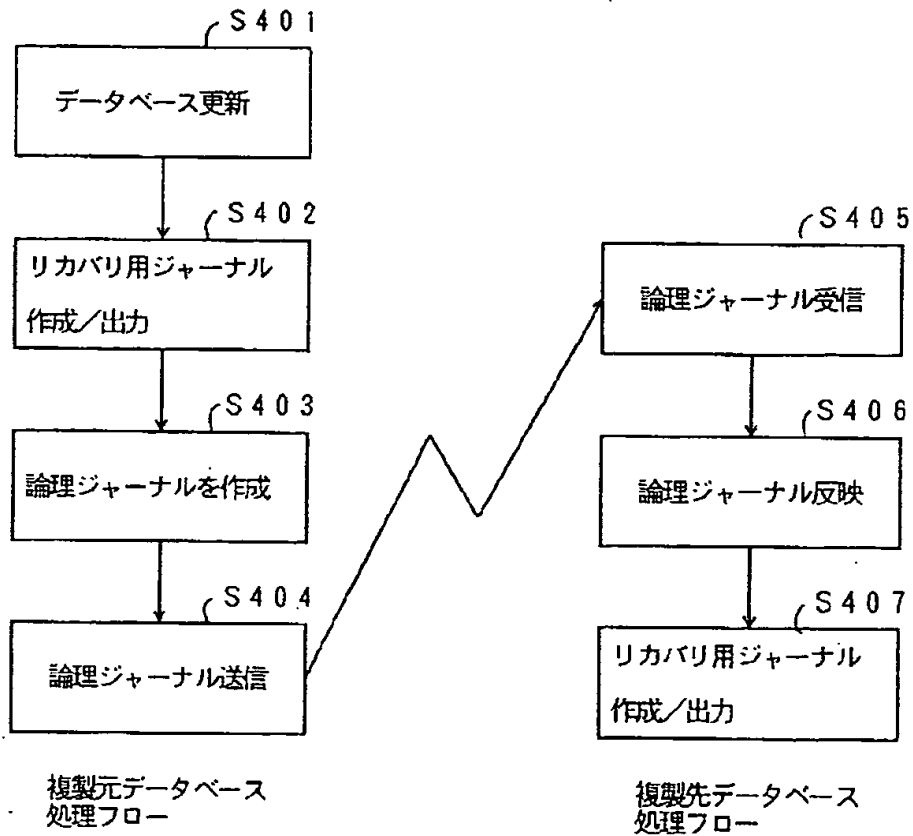 S401
データベース更新
S402
リカバリ用ジャーナル
作成／出力
S403
論理ジャーナルを作成
S404
論理ジャーナル送信
複製元データベース
処理フロー
S405
論理ジャーナル受信
S406
論理ジャーナル反映
S407
リカバリ用ジャーナル
作成／出力
複製先データベース
処理フロー